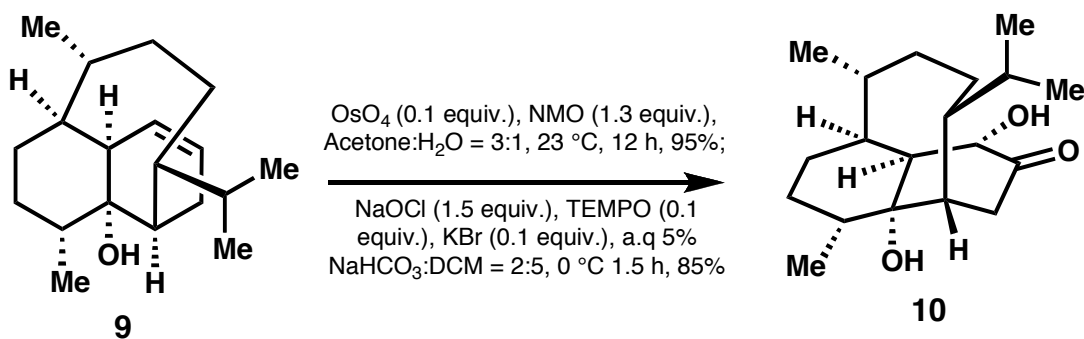 Me
H
H
OH
Me
H
Me
Me
9
OsO₄ (0.1 equiv.), NMO (1.3 equiv.),
Acetone:H₂O = 3:1, 23 °C, 12 h, 95%;
NaOCl (1.5 equiv.), TEMPO (0.1
equiv.), KBr (0.1 equiv.), a.q 5%
NaHCO₃:DCM = 2:5, 0 °C 1.5 h, 85%
Me
Me
Me
H
OH
O
H
Me
OH
H
10